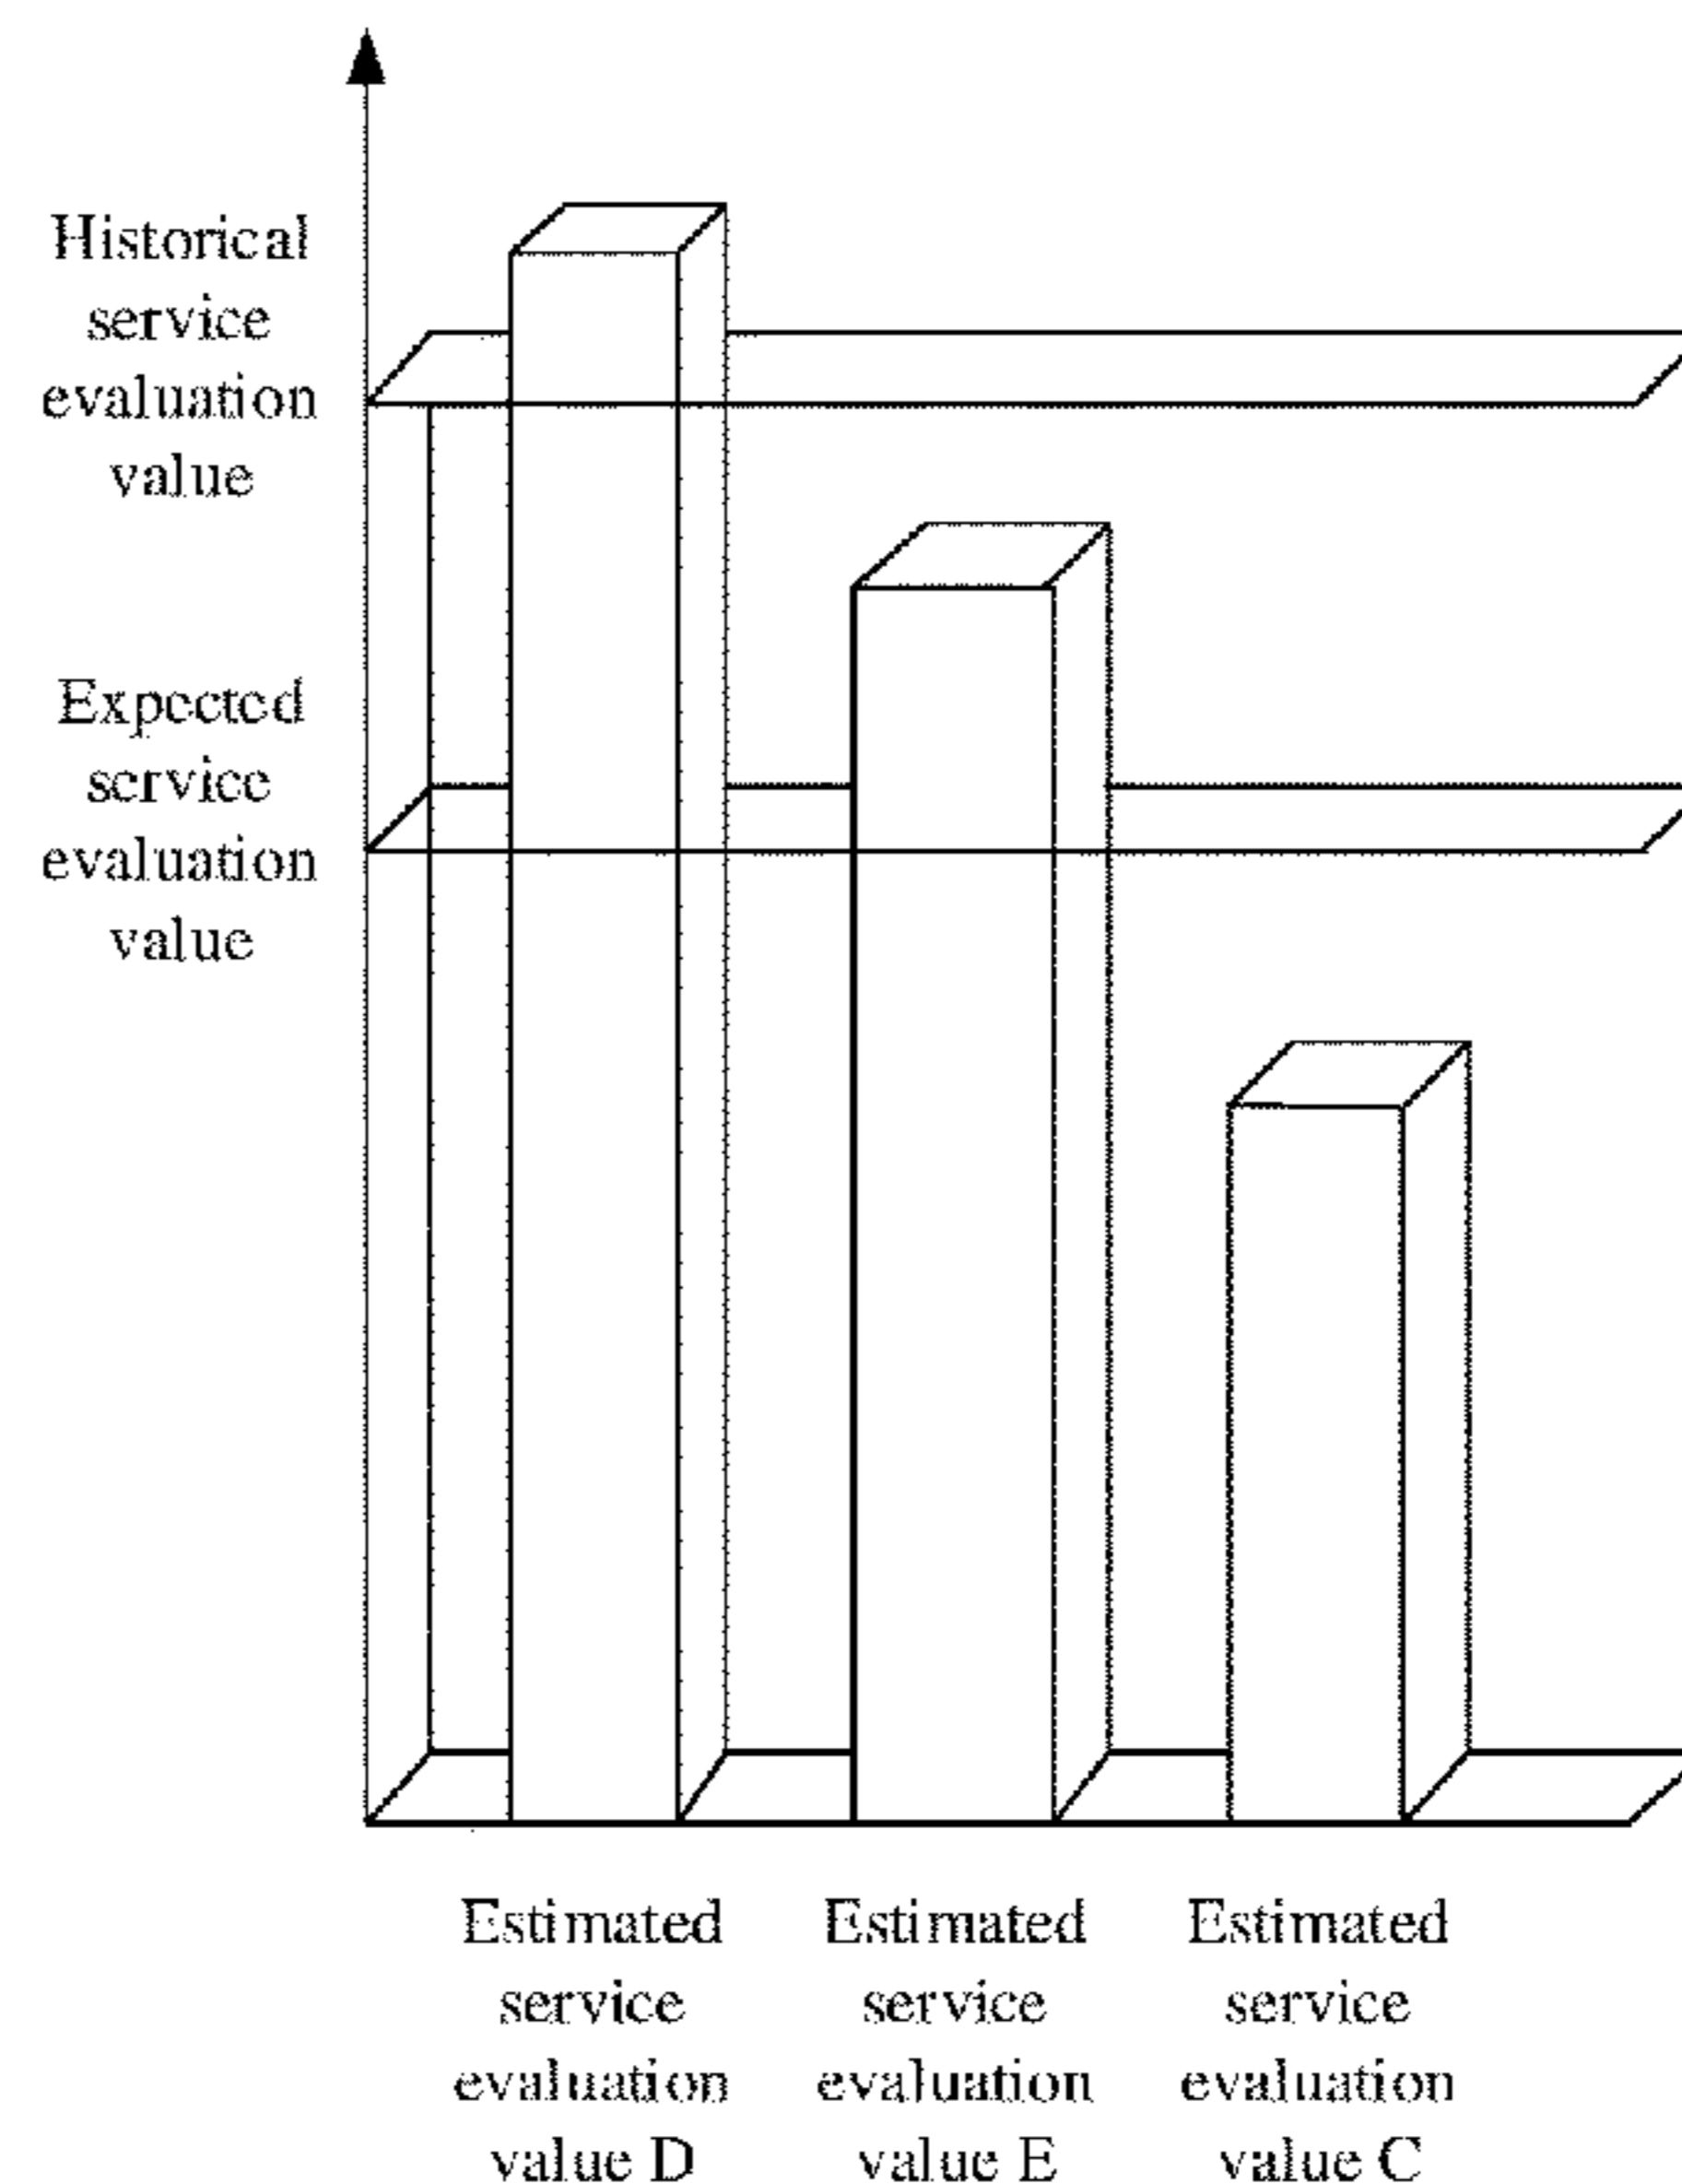 Historical
service
evaluation
value
Expected
service
evaluation
value
Estimated
service
evaluation
value D
Estimated
service
evaluation
value E
Estimated
service
evaluation
value C